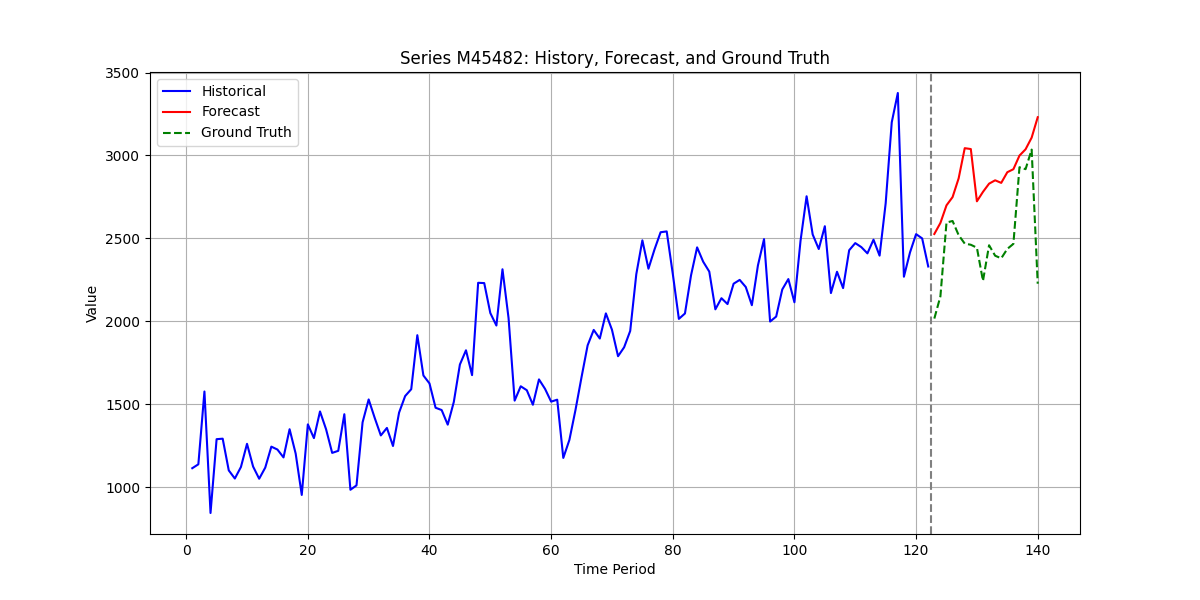 Series M45482: History, Forecast, and Ground Truth
Historical
Forecast
Ground Truth
Value
3500
3000
2500
2000
1500
1000
0 20 40 60 80 100 120 140
Time Period